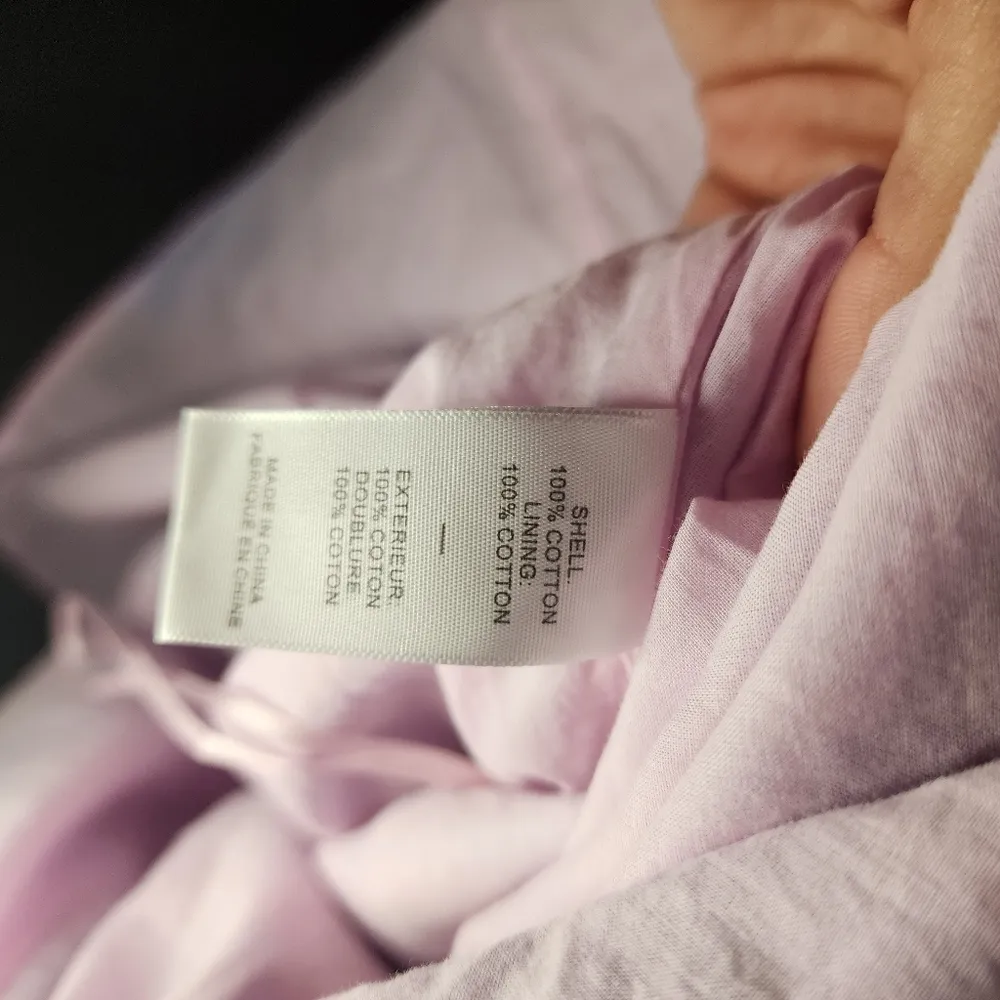 SHELL:
100% COTTON
LINING:
100% COTTON
—
EXTERIEUR:
100% COTON
DOUBLURE
100% COTON
MADE IN CHINA
FABRIQUE EN CHINE